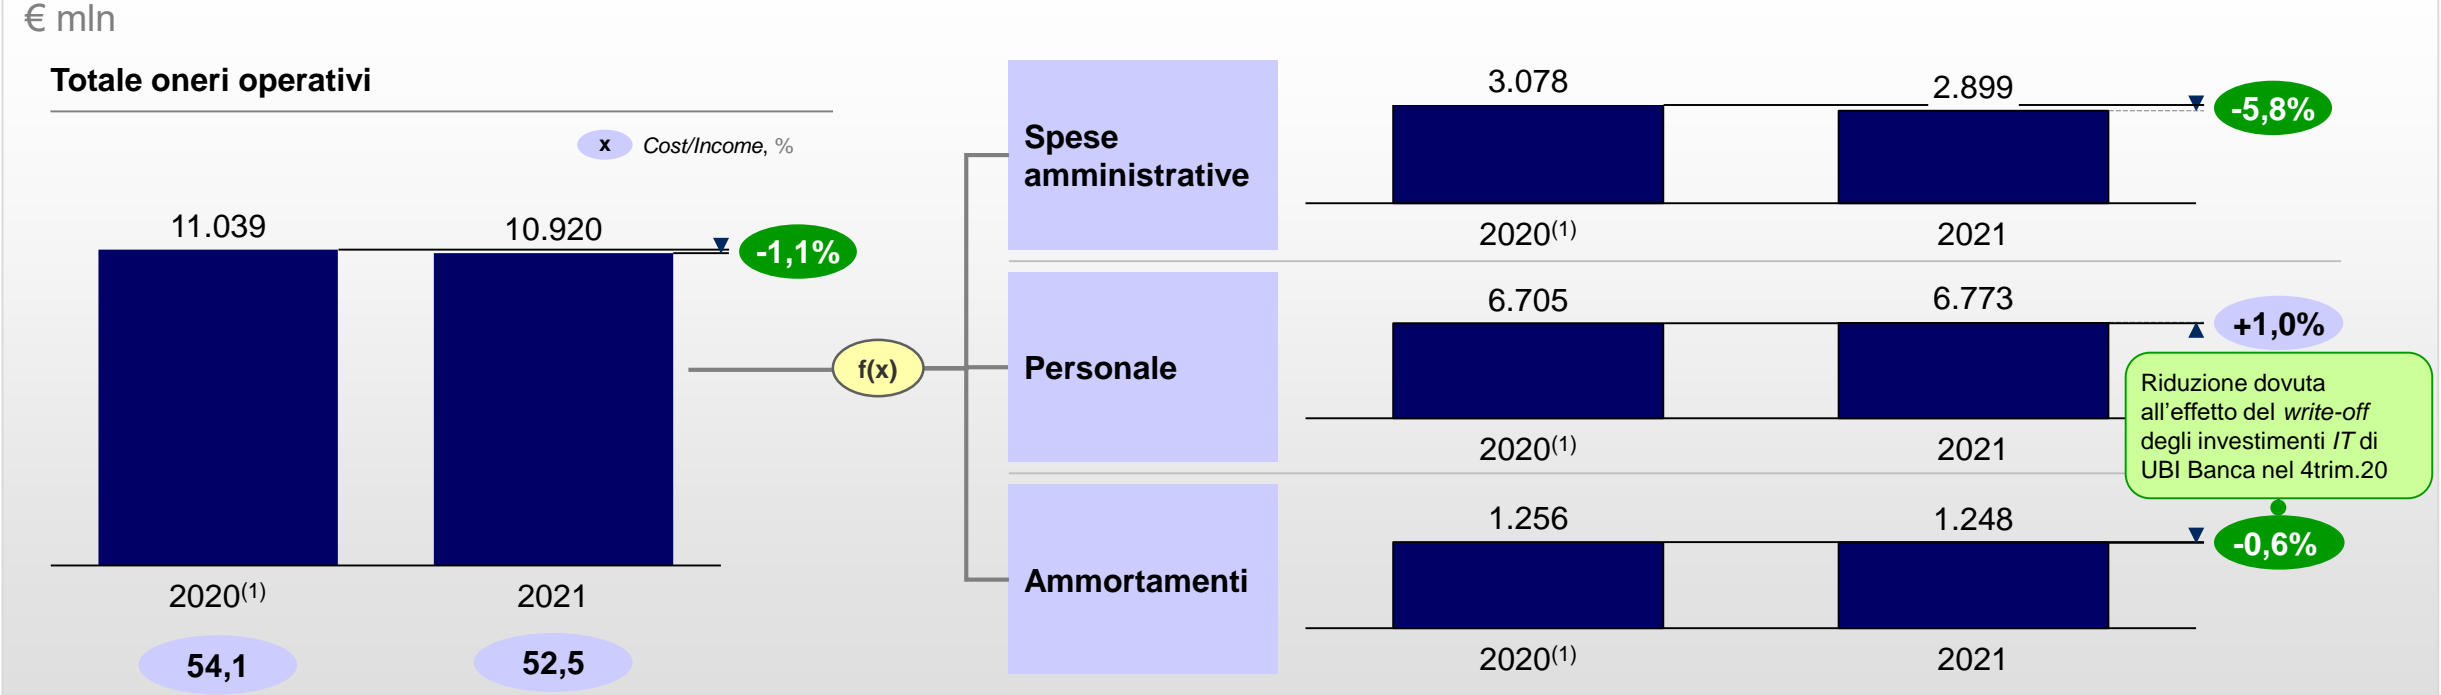 € mln
Totale oneri operativi
x Cost/Income, %
11.039 10.920 -1,1%
2020(1) 2021
54,1 52,5
f(x)
Spese
amministrative
3.078 2.899 -5,8%
2020(1) 2021
Personale
6.705 6.773 +1,0%
2020(1) 2021
Riduzione dovuta
all’effetto del write-off
degli investimenti IT di
UBI Banca nel 4trim.20
Ammortamenti
1.256 1.248 -0,6%
2020(1) 2021